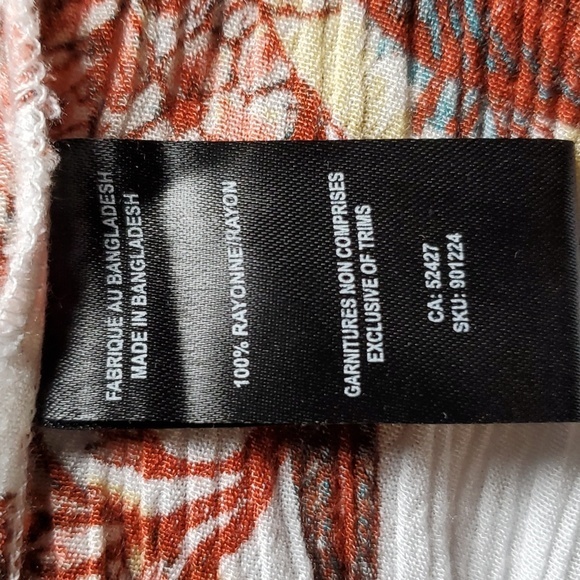 FABRIQUE AU BANGLADESH
MADE IN BANGLADESH
100% RAYONNE/RAYON
GARNITURES NON COMPRISES
EXCLUSIVE OF TRIMS
CA: 52427
SKU: 901224